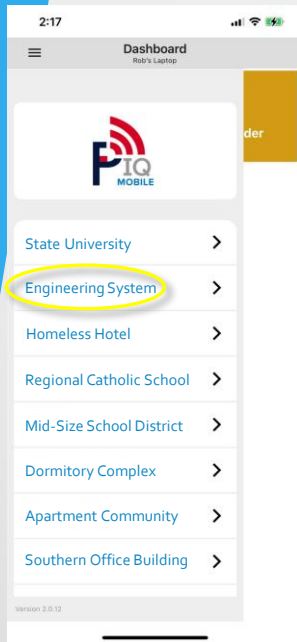 2:17
Dashboard
Rob's Laptop
der
PIQ
MOBILE
State University
Engineering System
Homeless Hotel
Regional Catholic School
Mid-Size School District
Dormitory Complex
Apartment Community
Southern Office Building
Version 2.0.12